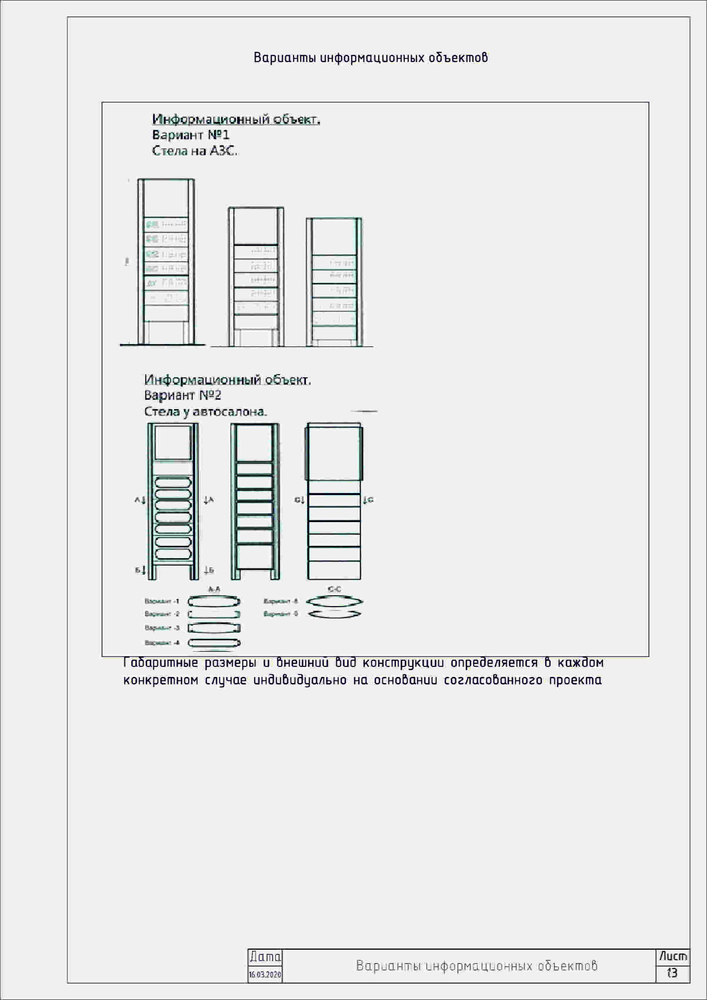 Варианты информационных объектов
Информационный объект.
Вариант №1
Стела на АЗС.
Информационный объект.
Вариант №2
Стела у автосалона.
А А
С С
Б Б
А-А С-С
Вариант -1
Вариант -2
Вариант -3
Вариант -4
Вариант
Вариант
Габаритные размеры и внешний вид конструкции определяется в каждом
конкретном случае индивидуально на основании согласованного проекта
Дата
16.03.2020
Варианты информационных объектов
Лист
13